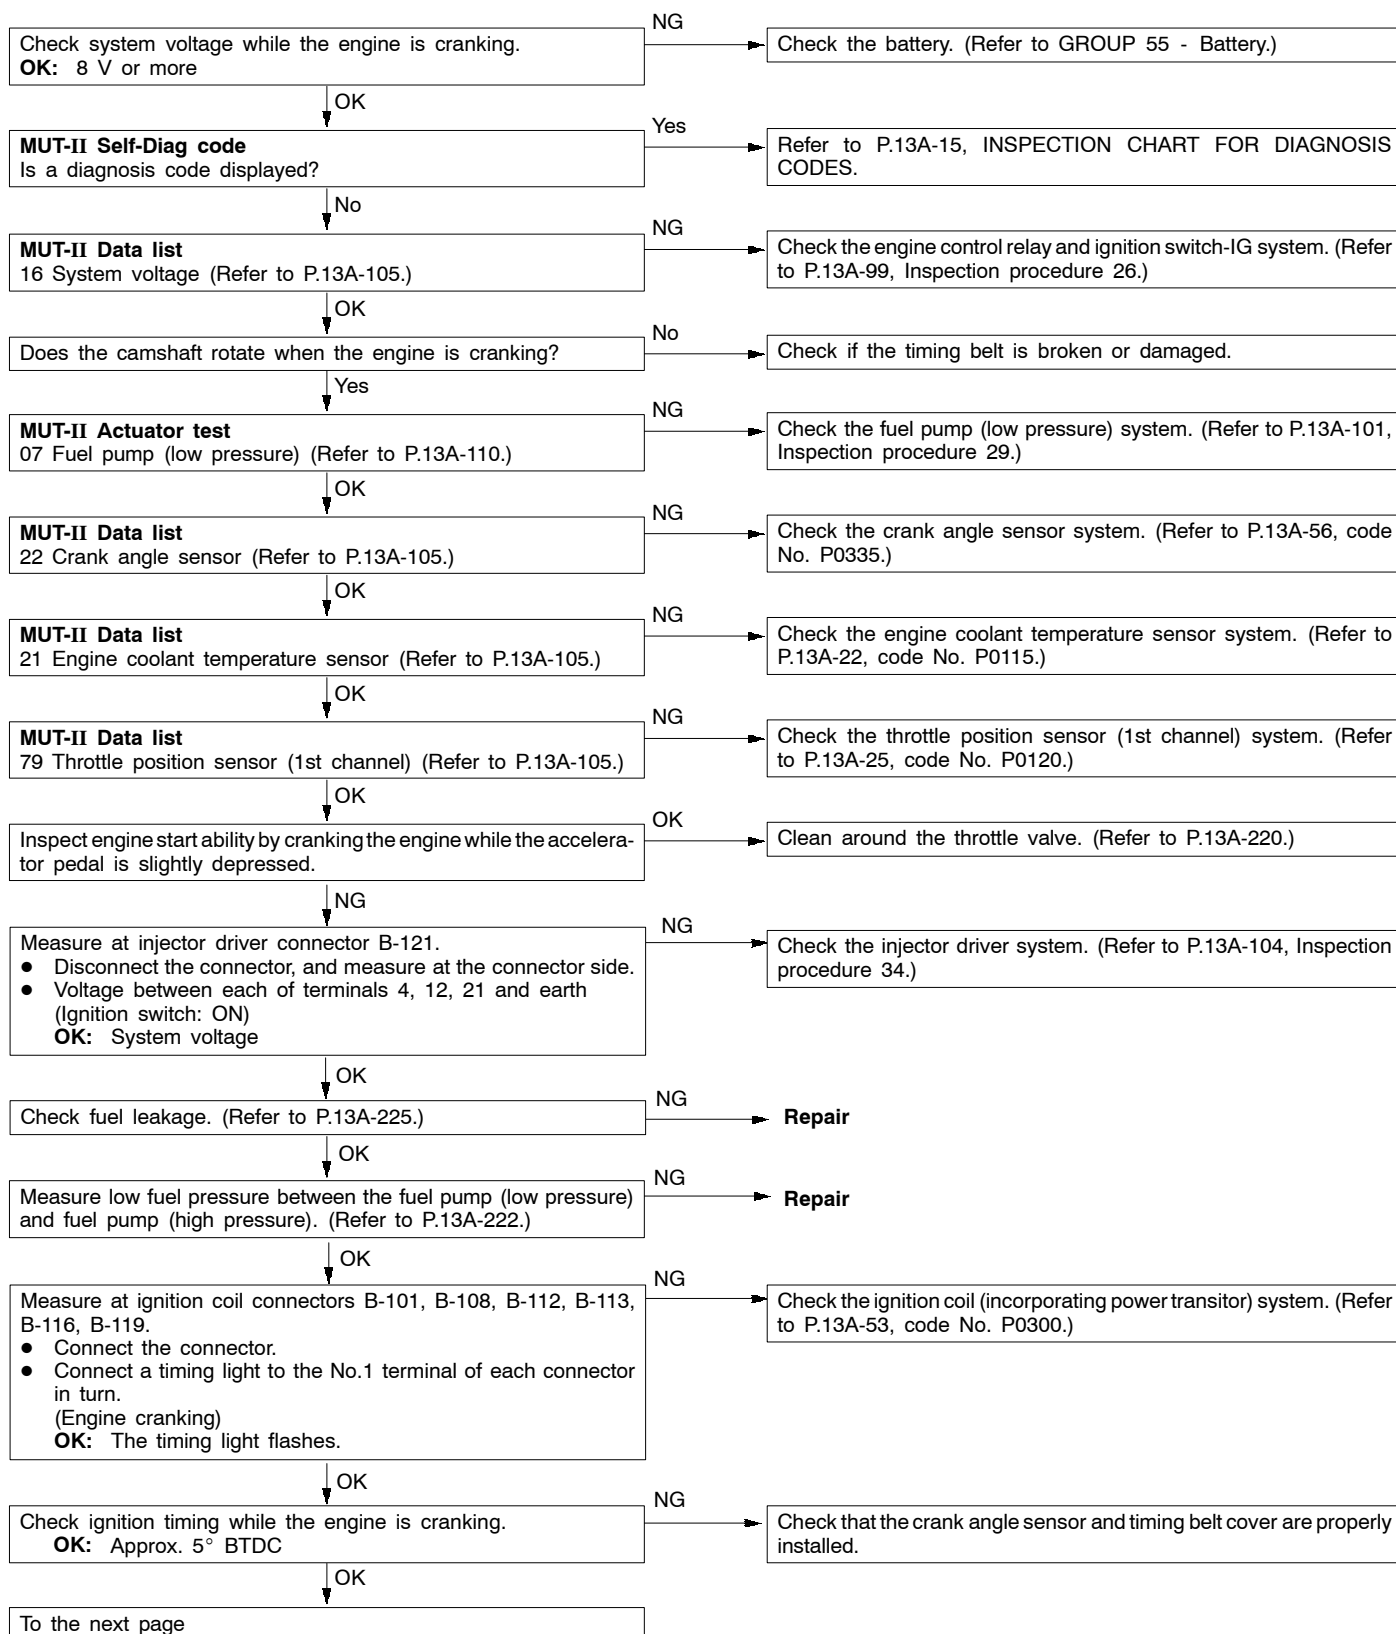 NG
Check system voltage while the engine is cranking.
OK: 8 V or more
Check the battery. (Refer to GROUP 55 - Battery.)
OK
MUT-II Self-Diag code
Is a diagnosis code displayed?
Yes
Refer to P.13A-15, INSPECTION CHART FOR DIAGNOSIS
CODES.
No
MUT-II Data list
16 System voltage (Refer to P.13A-105.)
NG
Check the engine control relay and ignition switch-IG system. (Refer
to P.13A-99, Inspection procedure 26.)
OK
Does the camshaft rotate when the engine is cranking?
No
Check if the timing belt is broken or damaged.
Yes
MUT-II Actuator test
07 Fuel pump (low pressure) (Refer to P.13A-110.)
NG
Check the fuel pump (low pressure) system. (Refer to P.13A-101,
Inspection procedure 29.)
OK
MUT-II Data list
22 Crank angle sensor (Refer to P.13A-105.)
NG
Check the crank angle sensor system. (Refer to P.13A-56, code
No. P0335.)
OK
MUT-II Data list
21 Engine coolant temperature sensor (Refer to P.13A-105.)
NG
Check the engine coolant temperature sensor system. (Refer to
P.13A-22, code No. P0115.)
OK
MUT-II Data list
79 Throttle position sensor (1st channel) (Refer to P.13A-105.)
NG
Check the throttle position sensor (1st channel) system. (Refer
to P.13A-25, code No. P0120.)
OK
Inspect engine start ability by cranking the engine while the accelera-
tor pedal is slightly depressed.
OK
Clean around the throttle valve. (Refer to P.13A-220.)
NG
Measure at injector driver connector B-121.
● Disconnect the connector, and measure at the connector side.
● Voltage between each of terminals 4, 12, 21 and earth
(Ignition switch: ON)
OK: System voltage
NG
Check the injector driver system. (Refer to P.13A-104, Inspection
procedure 34.)
OK
Check fuel leakage. (Refer to P.13A-225.)
NG
Repair
OK
Measure low fuel pressure between the fuel pump (low pressure)
and fuel pump (high pressure). (Refer to P.13A-222.)
NG
Repair
OK
Measure at ignition coil connectors B-101, B-108, B-112, B-113,
B-116, B-119.
● Connect the connector.
● Connect a timing light to the No.1 terminal of each connector
in turn.
(Engine cranking)
OK: The timing light flashes.
NG
Check the ignition coil (incorporating power transitor) system. (Refer
to P.13A-53, code No. P0300.)
OK
Check ignition timing while the engine is cranking.
OK: Approx. 5° BTDC
NG
Check that the crank angle sensor and timing belt cover are properly
installed.
OK
To the next page